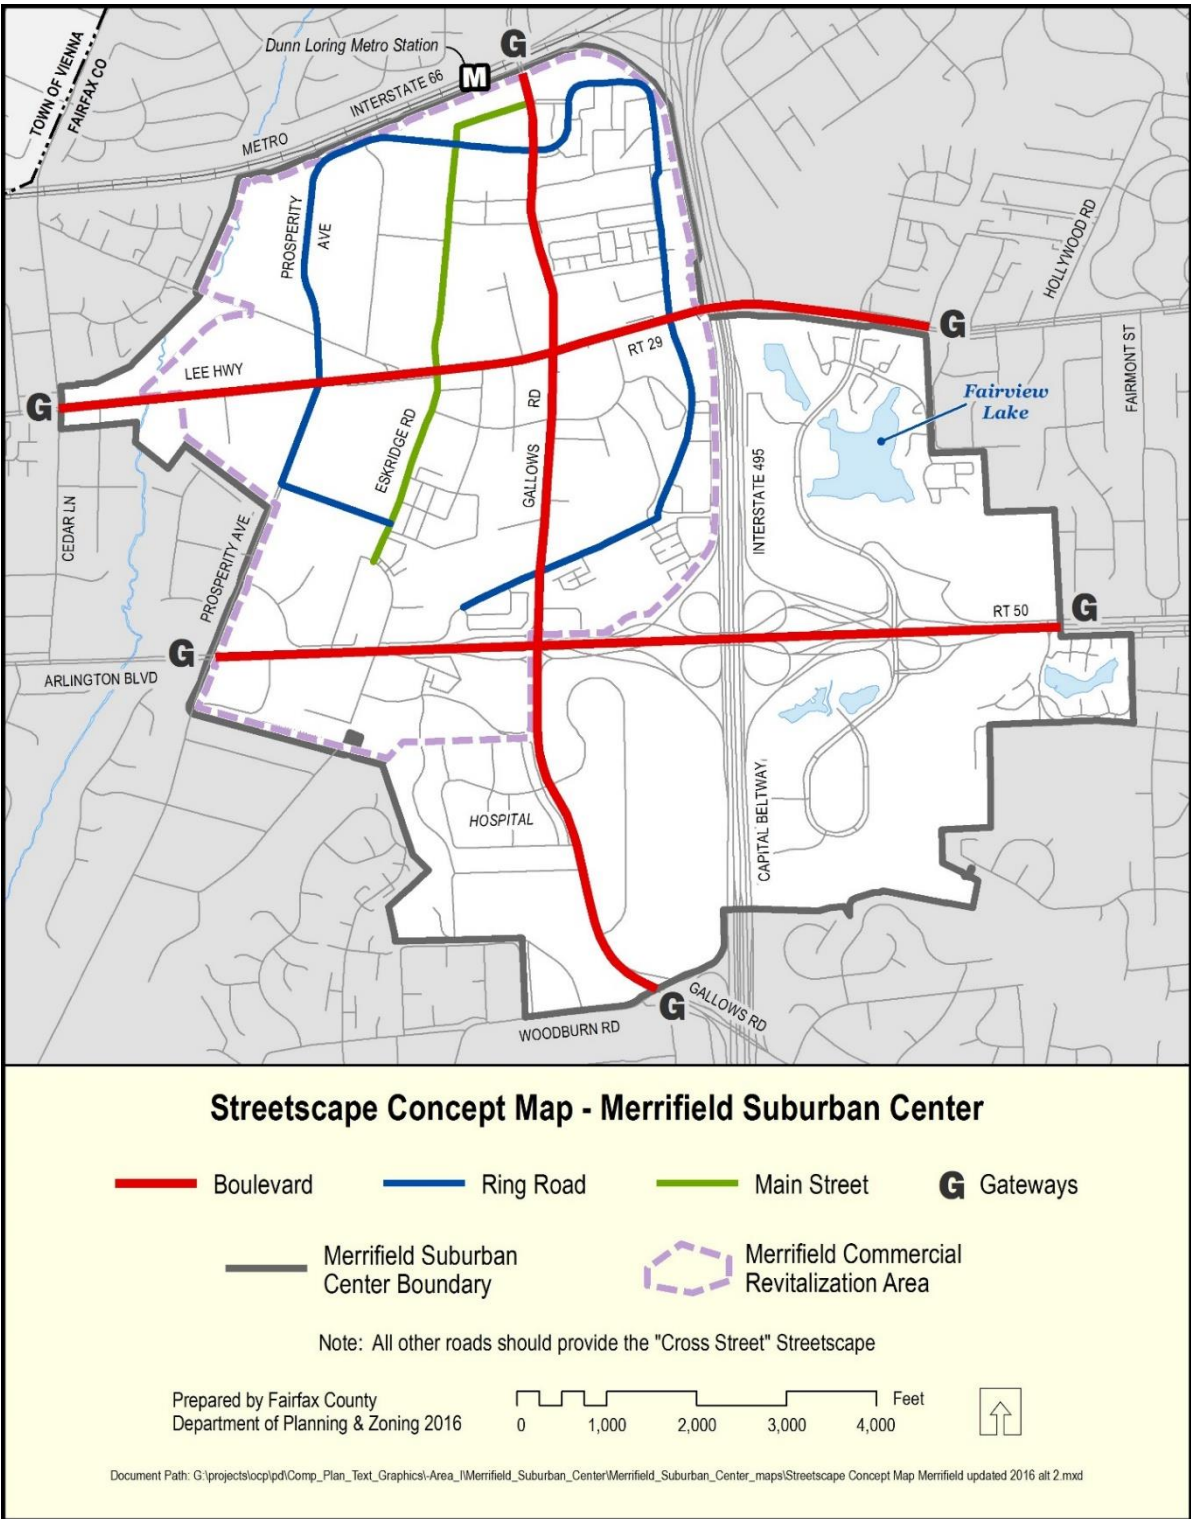 TOWN OF VIENNA
FAIRFAX CO
Dunn Loring Metro Station
G
M
INTERSTATE 66
METRO
PROSPERITY
AVE
HOLLYWOOD RD
G
RT 29
LEE HWY
G
FAIRMONT ST
Fairview
Lake
ESKRIDGE RD
GALLOWS
RD
INTERSTATE 495
CEDAR LN
PROSPERITY AVE
RT 50
G
G
ARLINGTON BLVD
HOSPITAL
CAPITAL BELTWAY
G
GALLOWS RD
WOODBURN RD
Streetscape Concept Map - Merrifield Suburban Center
Boulevard
Ring Road
Main Street
G Gateways
Merrifield Suburban
Center Boundary
Merrifield Commercial
Revitalization Area
Note: All other roads should provide the "Cross Street" Streetscape
Prepared by Fairfax County
Department of Planning & Zoning 2016
Feet
0 1,000 2,000 3,000 4,000
Document Path: G:\projects\ocp\pd\Comp_Plan_Text_Graphics\-Area_I\Merrifield_Suburban_Center\Merrifield_Suburban_Center_maps\Streetscape Concept Map Merrifield updated 2016 alt 2.mxd